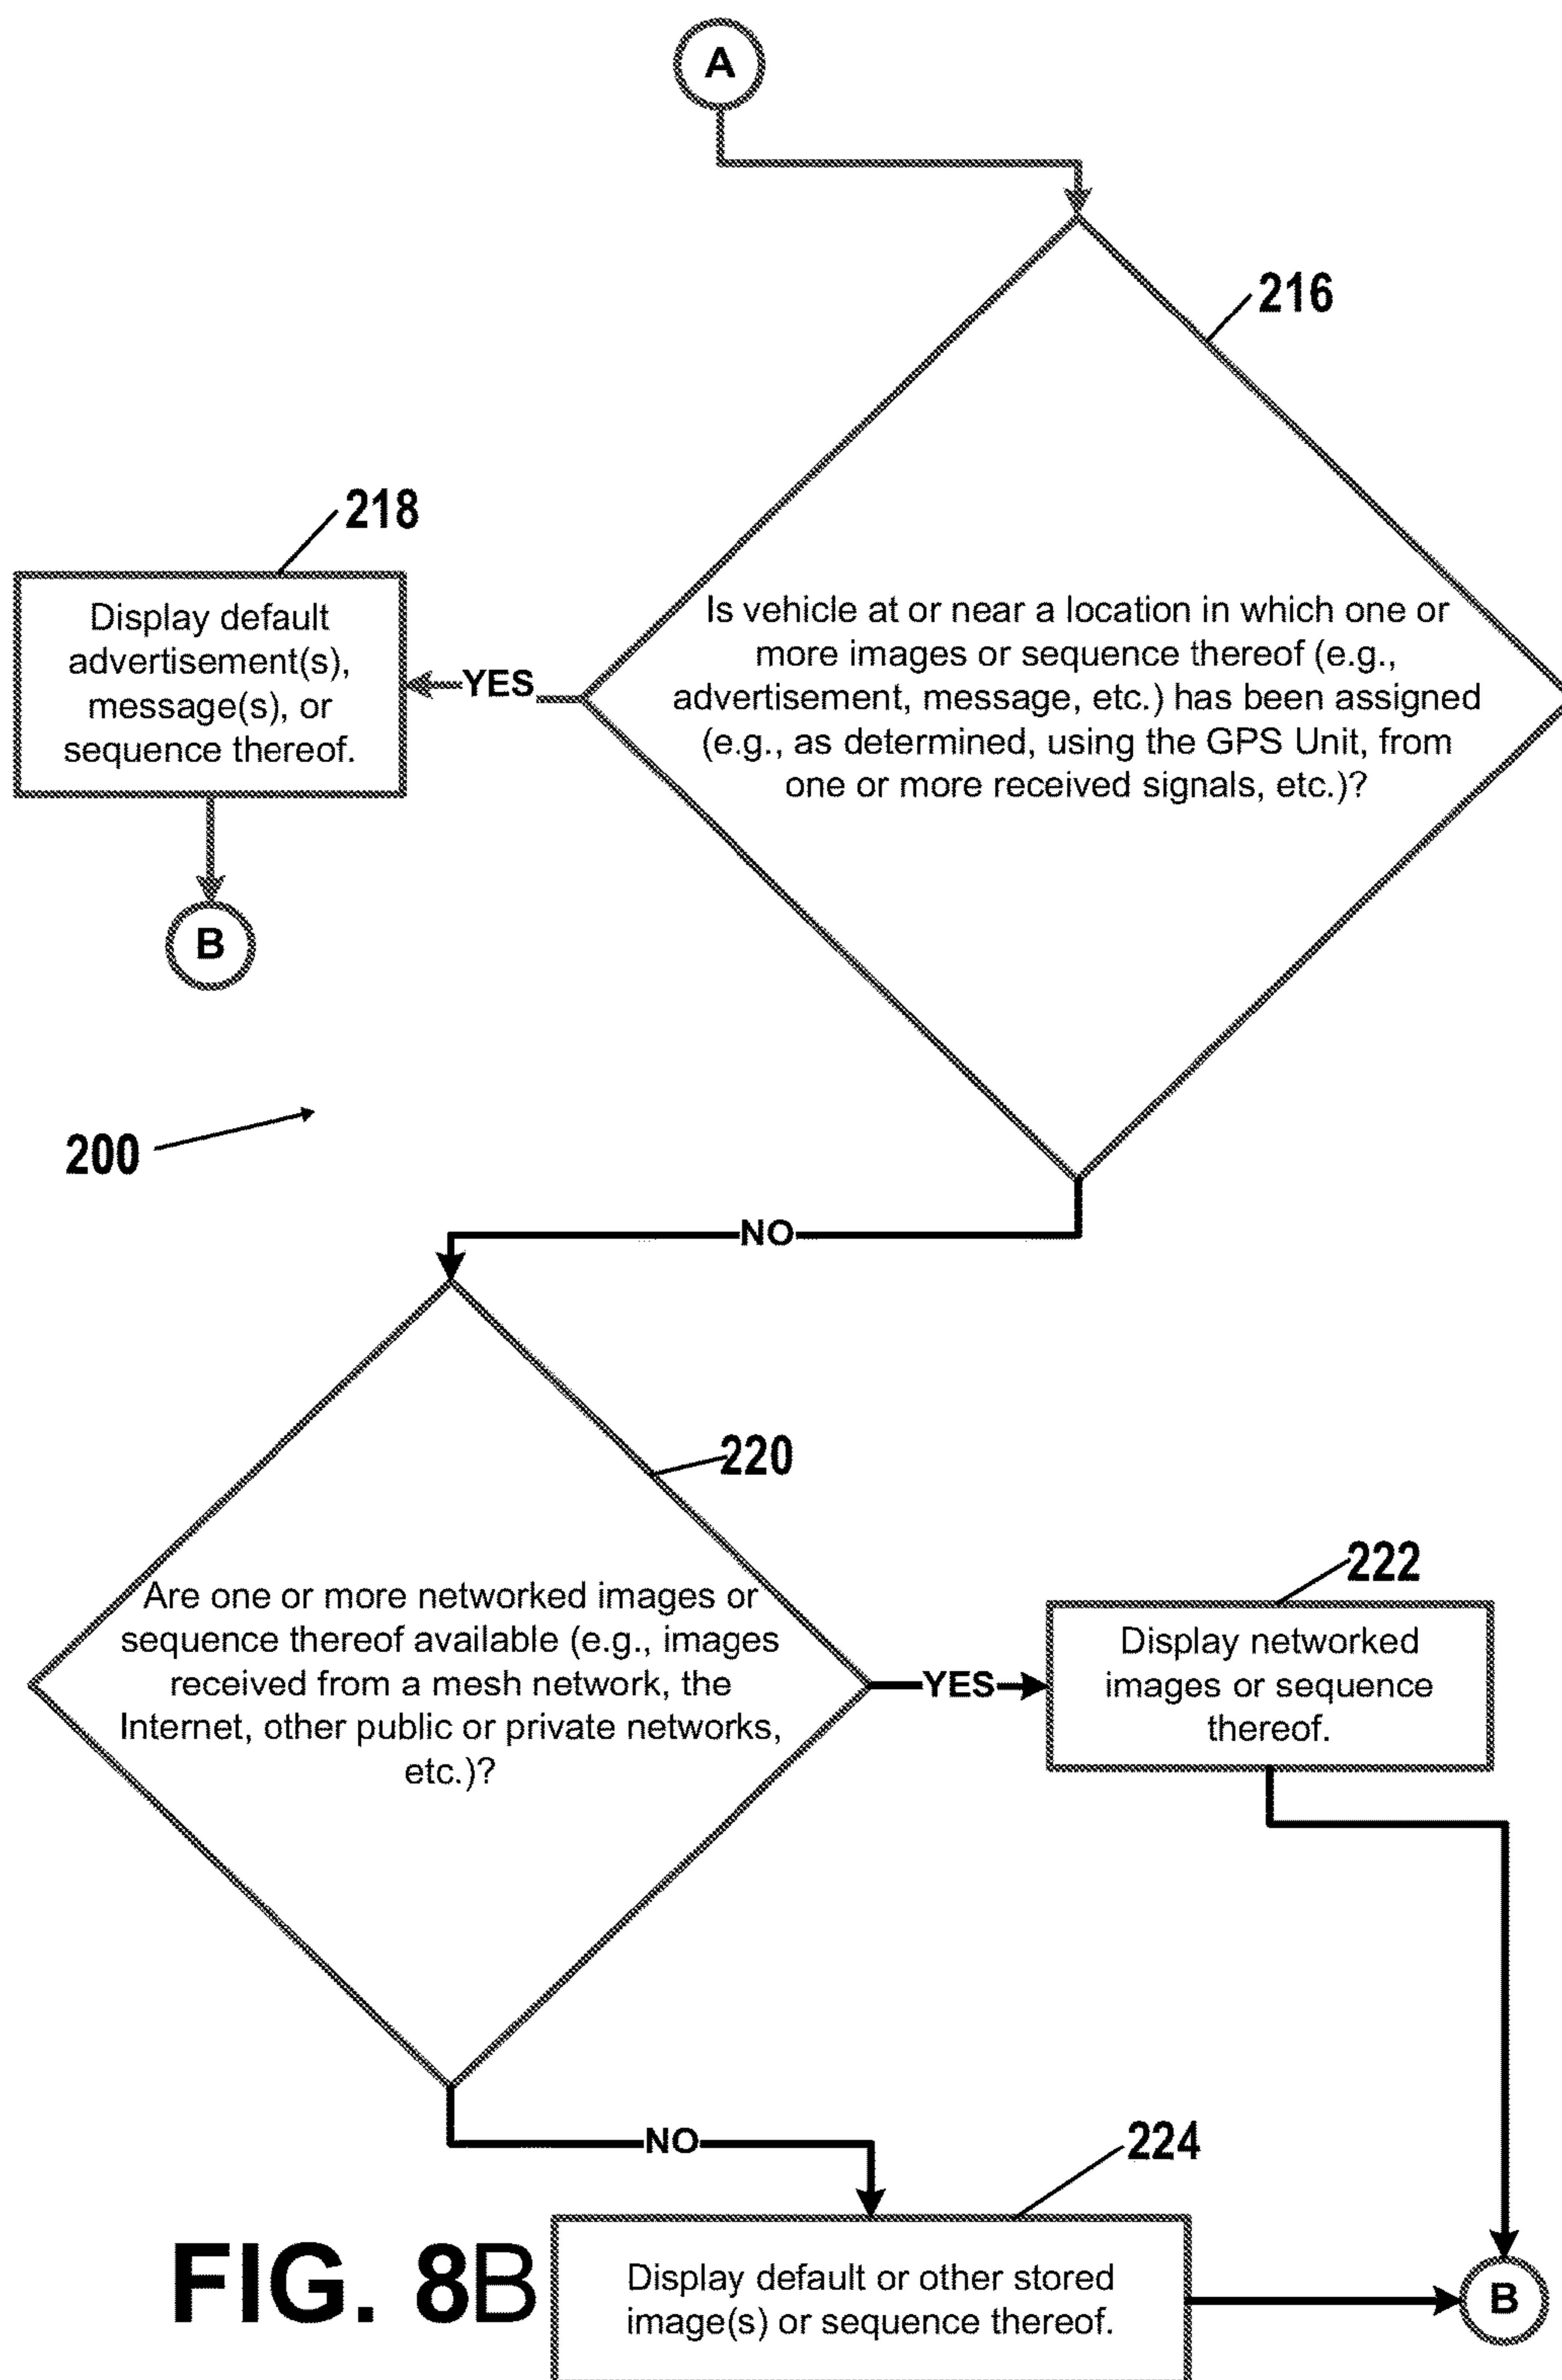 A
216
218
Display default
advertisement(s),
message(s), or
sequence thereof.
YES
Is vehicle at or near a location in which one or
more images or sequence thereof (e.g.,
advertisement, message, etc.) has been assigned
(e.g., as determined, using the GPS Unit, from
one or more received signals, etc.)?
B
200
NO
220
Are one or more networked images or
sequence thereof available (e.g., images
received from a mesh network, the
Internet, other public or private networks,
etc.)?
YES
222
Display networked
images or sequence
thereof.
NO
224
Display default or other stored
image(s) or sequence thereof.
B
FIG. 8B